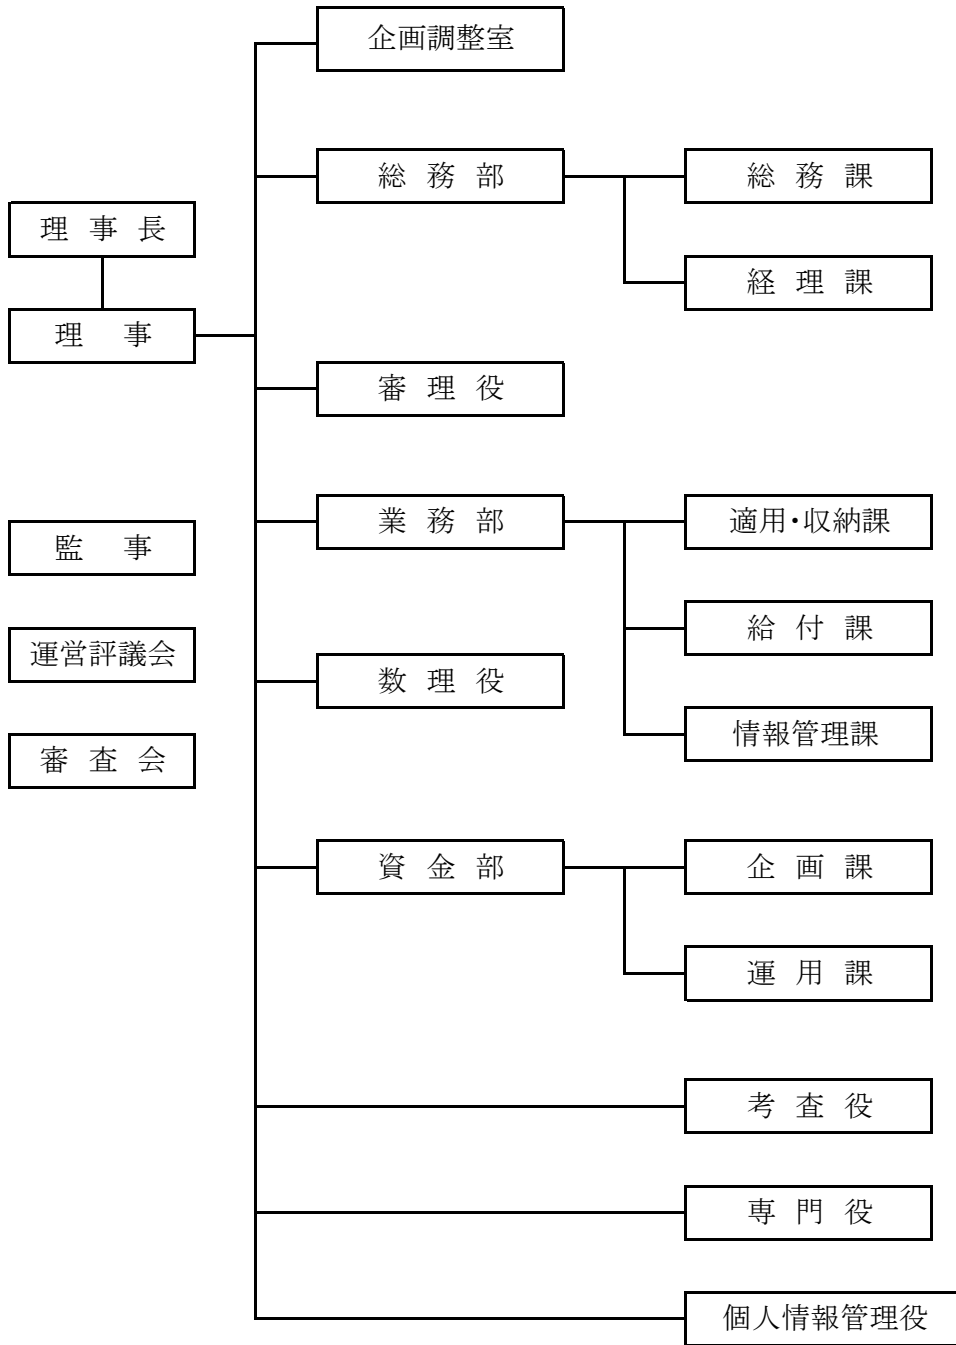 企画調整室
総務部
総務課
理事長
経理課
理事
審理役
業務部
適用・収納課
監事
給付課
運営評議会
数理役
情報管理課
審査会
資金部
企画課
運用課
考査役
専門役
個人情報管理役